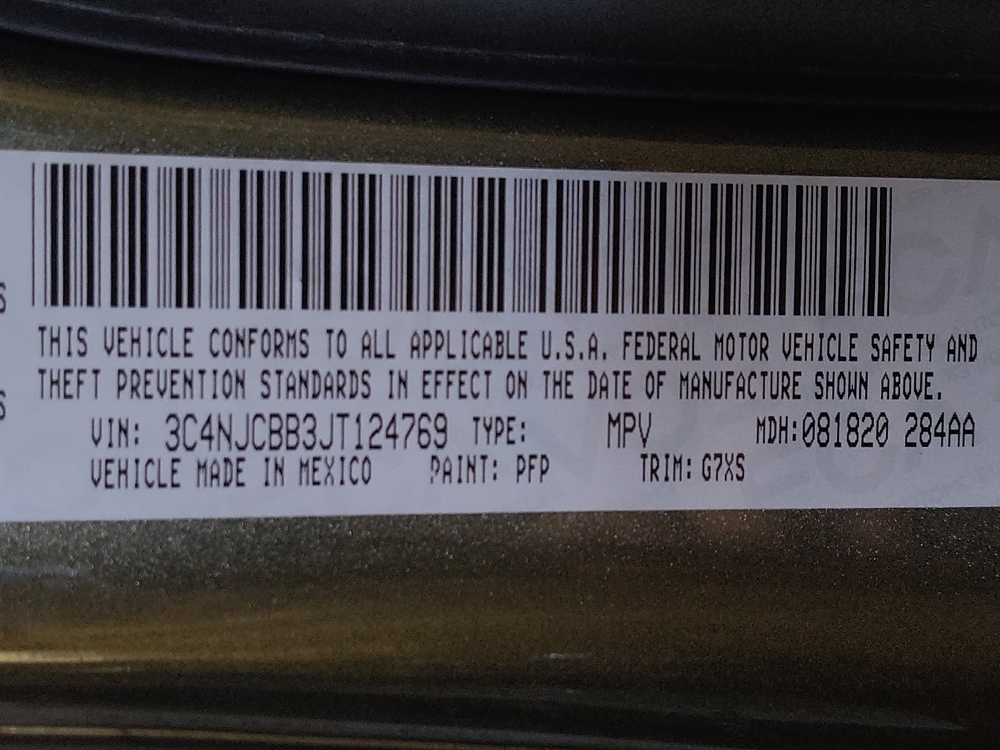 S
THIS VEHICLE CONFORMS TO ALL APPLICABLE U.S.A. FEDERAL MOTOR VEHICLE SAFETY AND
S
THEFT PREVENTION STANDARDS IN EFFECT ON THE DATE OF MANUFACTURE SHOWN ABOVE.
VIN: 3C4NJCBB3JT124769 TYPE: MPV MDH:081820 284AA
VEHICLE MADE IN MEXICO PAINT: PFP TRIM: G7XS